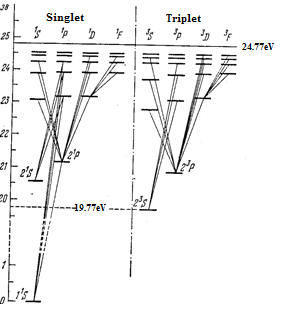 Singlet Triplet
¹S ¹P ¹D ¹F ³S ³P ³D ³F
25
24.77eV
24
23
22
2¹P
21
2³P
2¹S
20
19.77eV
2³S
1
0
1¹S